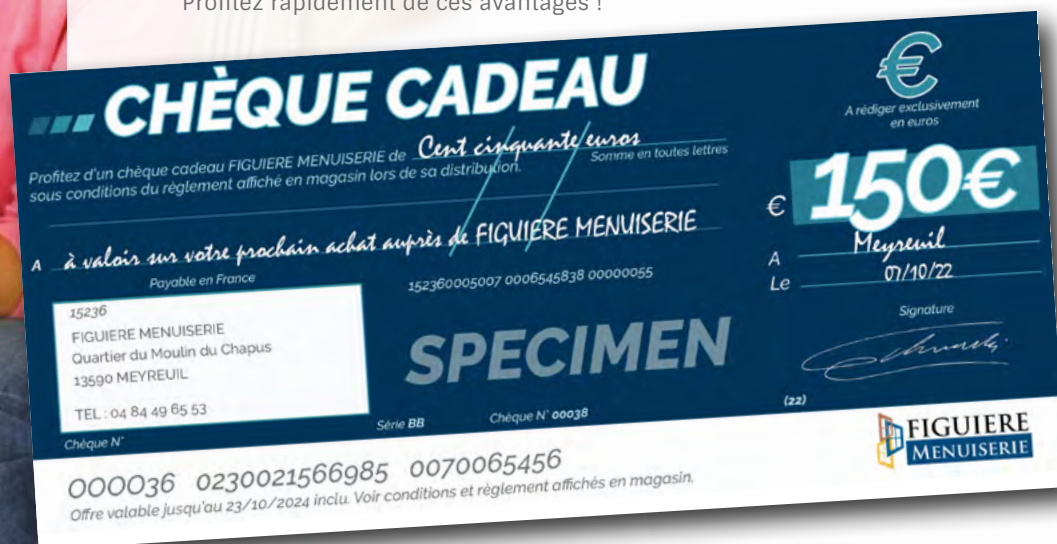 Profitez rapidement de ces avantages !
CHÈQUE CADEAU
€
A rédiger exclusivement
en euros
Profitez d'un chèque cadeau FIGUIERE MENUISERIE de Cent cinquante euros
Somme en toutes lettres
sous conditions du règlement affiché en magasin lors de sa distribution.
€ 150€
A à valoir sur votre prochain achat auprès de FIGUIERE MENUISERIE
A Meyreuil
Le 07/10/22
Payable en France
152360005007 0006545838 00000055
Signature
15236
FIGUIERE MENUISERIE
Quartier du Moulin du Chapus
13590 MEYREUIL
TEL : 04 84 49 65 53
SPECIMEN
Chèque N°
Série BB
Chèque N° 00038
(22)
FIGUIERE
MENUISERIE
000036 0230021566985 0070065456
Offre valable jusqu'au 23/10/2024 inclu. Voir conditions et règlement affichés en magasin.